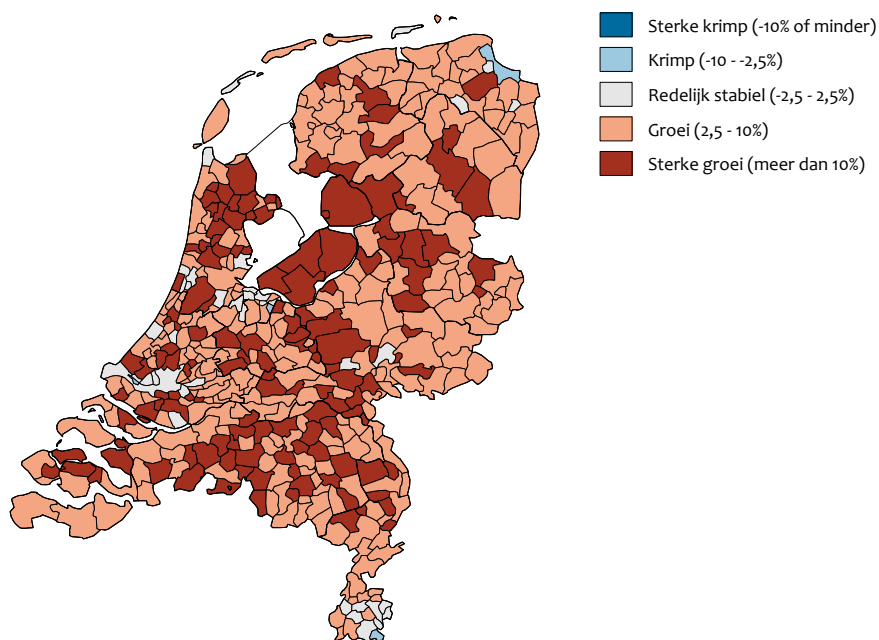 Sterke krimp (-10% of minder)
Krimp (-10 - -2,5%)
Redelijk stabiel (-2,5 - 2,5%)
Groei (2,5 - 10%)
Sterke groei (meer dan 10%)